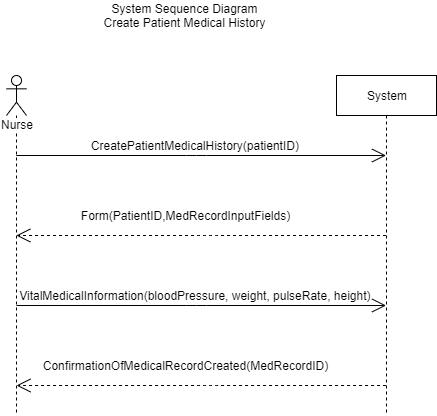 System Sequence Diagram
Create Patient Medical History
Nurse
System
CreatePatientMedicalHistory(patientID)
Form(PatientID,MedRecordInputFields)
VitalMedicalInformation(bloodPressure, weight, pulseRate, height)
ConfirmationOfMedicalRecordCreated(MedRecordID)